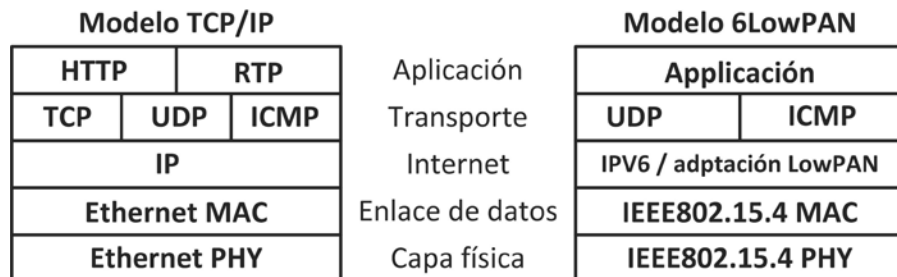 Modelo TCP/IP Modelo 6LowPAN
HTTP RTP Aplicación Applicación
TCP UDP ICMP Transporte UDP ICMP
IP Internet IPV6 / adptación LowPAN
Ethernet MAC Enlace de datos IEEE802.15.4 MAC
Ethernet PHY Capa física IEEE802.15.4 PHY